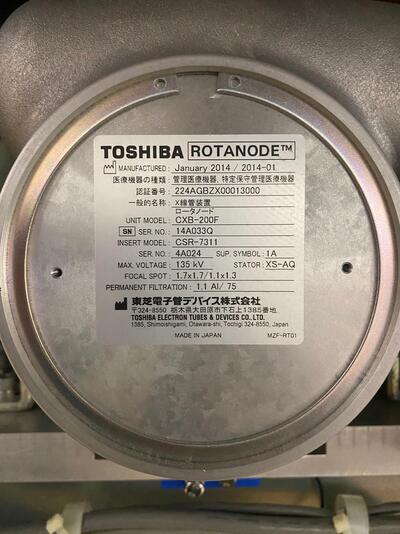 TOSHIBA ROTANODE™
MANUFACTURED: January 2014 / 2014-01
医療機器の種類: 管理医療機器、特定保守管理医療機器
認証番号: 224AGBZX00013000
一般的名称: X線管装置
ロータノード
UNIT MODEL: CXB-200F
SN SER. NO.: 14A033Q
INSERT MODEL: CSR-7311
SER. NO.: 4A024 SUP. SYMBOL: 1A
MAX. VOLTAGE: 135 kV STATOR: XS-AQ
FOCAL SPOT: 1.7x1.7/1.1x1.3
PERMANENT FILTRATION: 1.1 Al/ 75
東芝電子管デバイス株式会社
〒324-8550 栃木県大田原市下石上1385番地
TOSHIBA ELECTRON TUBES & DEVICES CO., LTD.
1385, Shimoishigami, Otawara-shi, Tochigi 324-8550, Japan
MADE IN JAPAN MZF-RT01